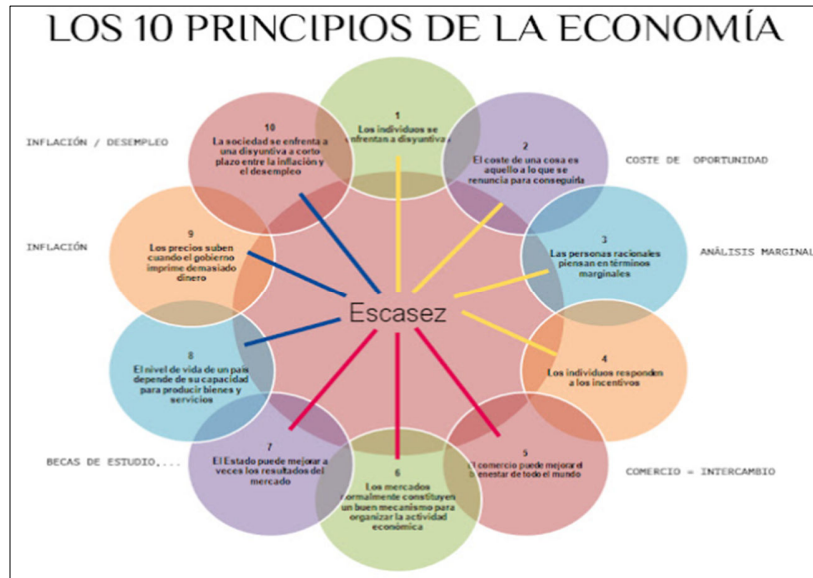 LOS 10 PRINCIPIOS DE LA ECONOMÍA
1
Los individuos se
enfrentan a disyuntivas
2
El coste de una cosa es
aquello a lo que se
renuncia para conseguirla
COSTE DE OPORTUNIDAD
3
Las personas racionales
piensan en términos
marginales
ANÁLISIS MARGINAL
4
Los individuos responden
a los incentivos
5
El comercio puede mejorar el
bienestar de todo el mundo
COMERCIO = INTERCAMBIO
6
Los mercados
normalmente constituyen
un buen mecanismo para
organizar la actividad
económica
7
El Estado puede mejorar a
veces los resultados del
mercado
BECAS DE ESTUDIO,...
8
El nivel de vida de un país
depende de su capacidad
para producir bienes y
servicios
9
Los precios suben
cuando el gobierno
imprime demasiado
dinero
INFLACIÓN
10
La sociedad se enfrenta a
una disyuntiva a corto
plazo entre la inflación y
el desempleo
INFLACIÓN / DESEMPLEO
Escasez